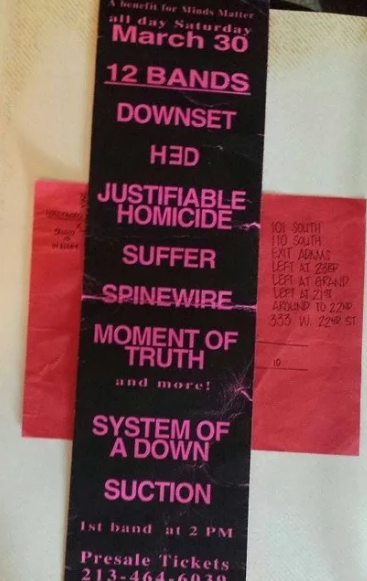 A benefit for Minds Matter
all day Saturday
March 30
12 BANDS
DOWNSET
HƎD
JUSTIFIABLE
HOMICIDE
SUFFER
SPINEWIRE
MOMENT OF
TRUTH
and more!
SYSTEM OF
A DOWN
SUCTION
1st band at 2 PM
Presale Tickets
213-464-6030
101 SOUTH
110 SOUTH
EXIT ADAMS
LEFT AT 23RD
LEFT AT GRAND
LEFT AT 21ST
AROUND TO 22ND
333 W. 22ND ST
10